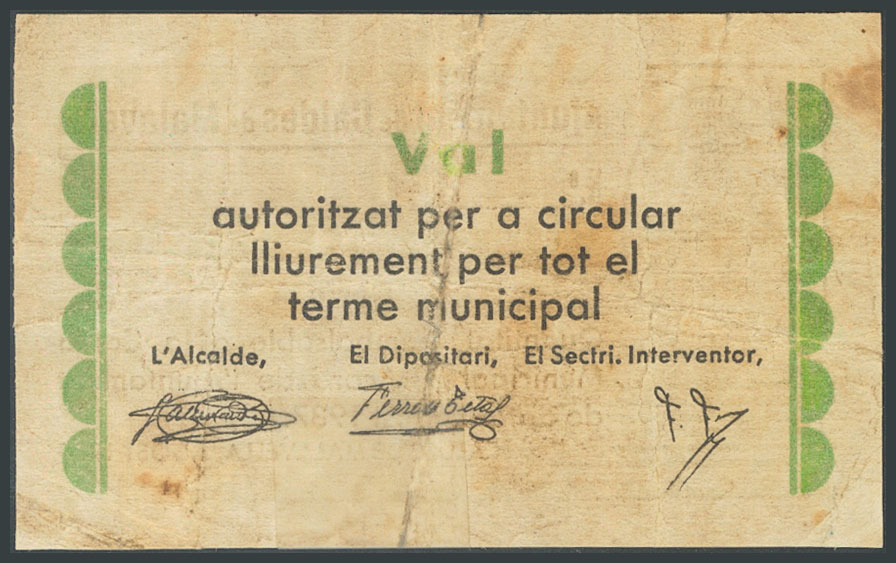 Val
autoritzat per a circular
lliurement per tot el
terme municipal
L'Alcalde, El Dipositari, El Sectri. Interventor,